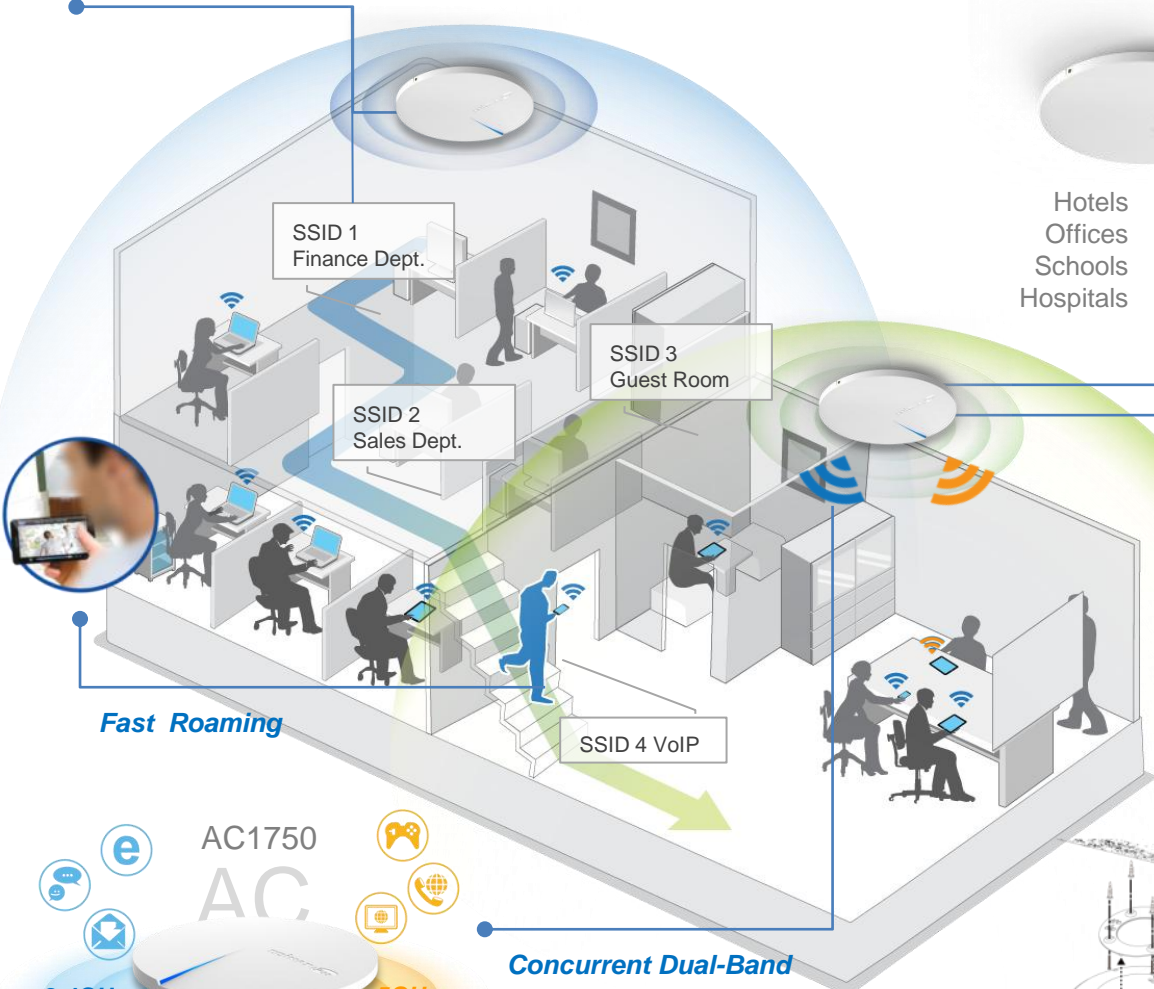 Hotels
Offices
Schools
Hospitals
SSID 1
Finance Dept.
SSID 3
Guest Room
SSID 2
Sales Dept.
Fast Roaming
SSID 4 VoIP
AC1750
AC
Concurrent Dual-Band